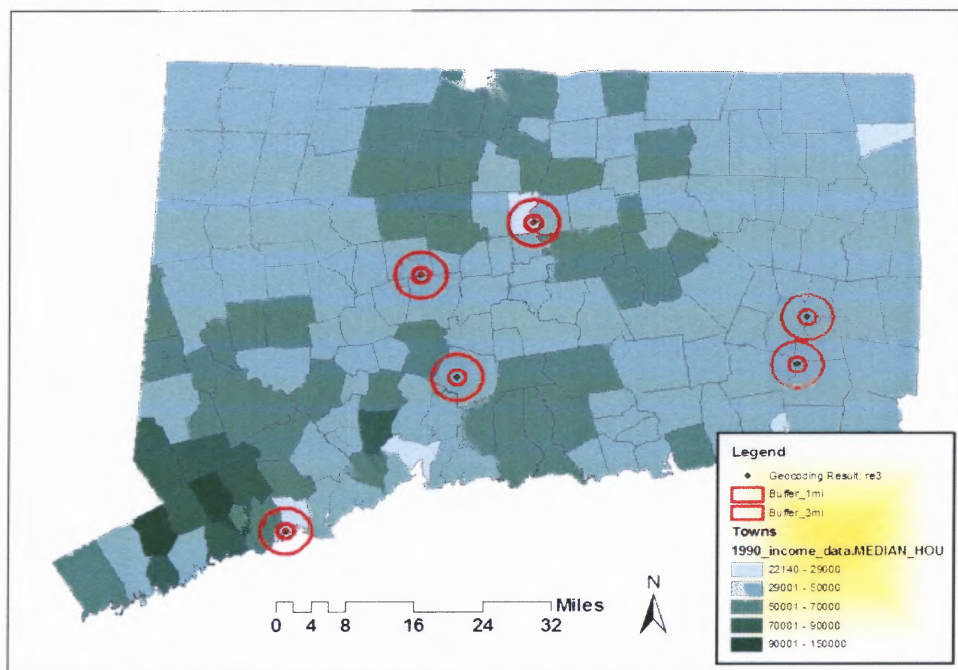 Legend
Geocoding Result: re3
Buffer_1mi
Buffer_3mi
Towns
1990_income_data.MEDIAN_HOU
22140 - 29000
29001 - 50000
50001 - 70000
70001 - 90000
90001 - 150000
N
Miles
0 4 8 16 24 32